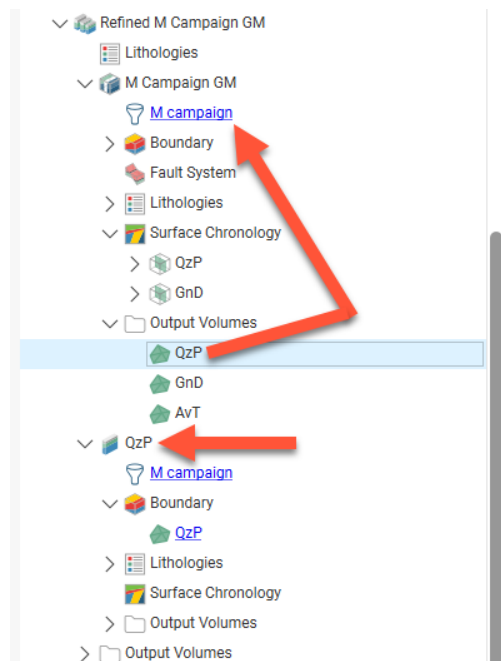 Refined M Campaign GM
Lithologies
M Campaign GM
M campaign
Boundary
Fault System
Lithologies
Surface Chronology
QzP
GnD
Output Volumes
QzP
GnD
AvT
QzP
M campaign
Boundary
QzP
Lithologies
Surface Chronology
Output Volumes
Output Volumes